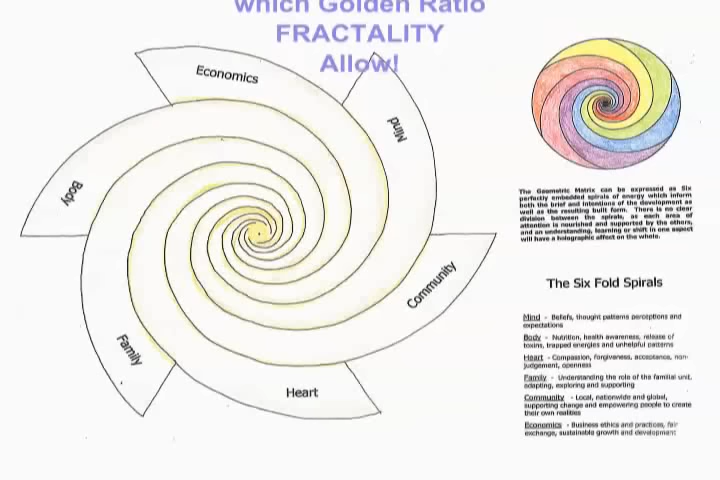 which Golden Ratio
FRACTALITY
Allow!
Economics
Mind
Body
Community
Family
Heart
The Geometric Matrix can be expressed as Six
perfectly embedded spirals of energy which inform
both the brief and intentions of the development as
well as the resulting built form. There is no clear
division between the spirals, as each area of
attention is nourished and supported by the others,
and an understanding, learning or shift in one aspect
will have a holographic affect on the whole.
The Six Fold Spirals
Mind - Beliefs, thought patterns perceptions and
expectations
Body - Nutrition, health awareness, release of
toxins, trapped energies and unhelpful patterns
Heart - Compassion, forgiveness, acceptance, non-
judgement, openness
Family - Understanding the role of the familial unit,
adapting, exploring and supporting
Community - Local, nationwide and global,
supporting change and empowering people to create
their own realities
Economics - Business ethics and practices, fair
exchange, sustainable growth and development